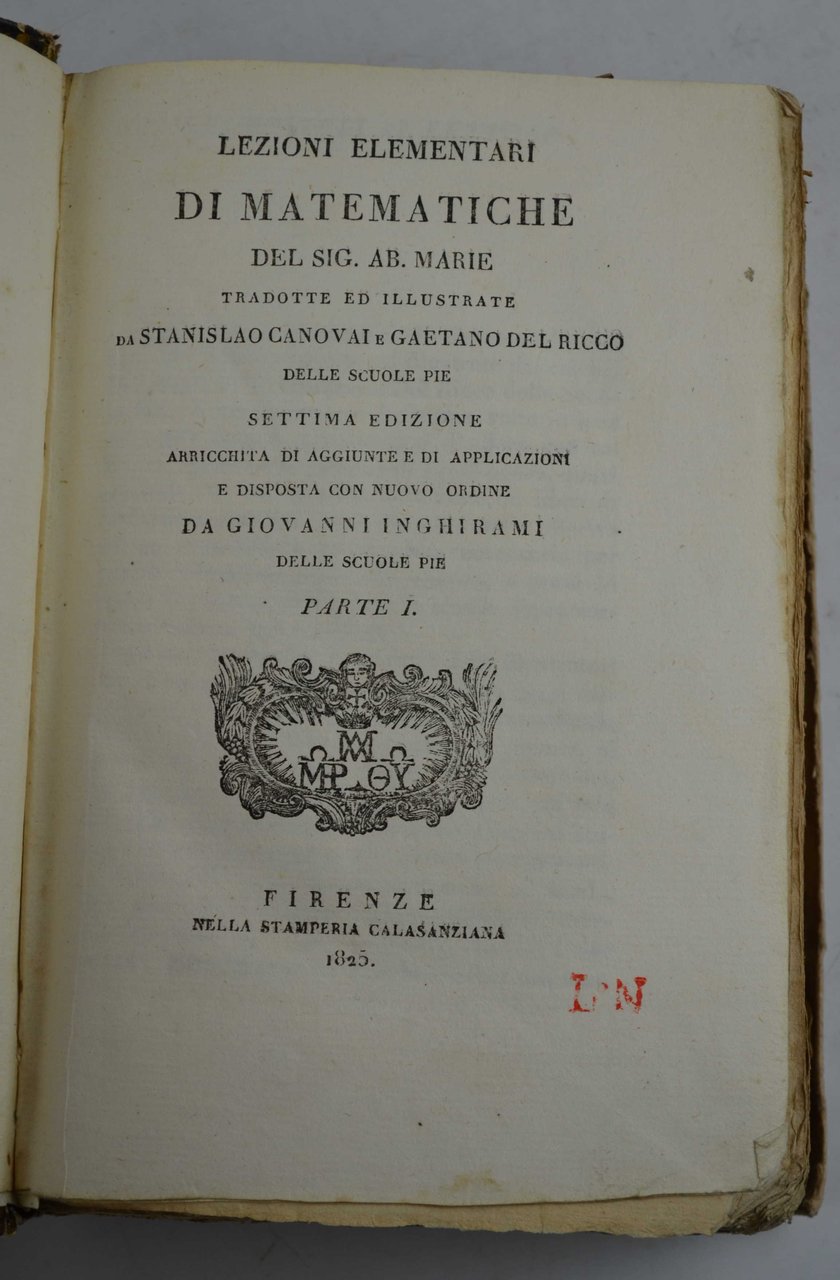 LEZIONI ELEMENTARI
DI MATEMATICHE
DEL SIG. AB. MARIE
TRADOTTE ED ILLUSTRATE
DA STANISLAO CANOVAI E GAETANO DEL RICCO
DELLE SCUOLE PIE
SETTIMA EDIZIONE
ARRICCHITA DI AGGIUNTE E DI APPLICAZIONI
E DISPOSTA CON NUOVO ORDINE
DA GIOVANNI INGHIRAMI
DELLE SCUOLE PIE
PARTE I.
ΜΡ ΘΥ
FIRENZE
NELLA STAMPERIA CALASANZIANA
1825.